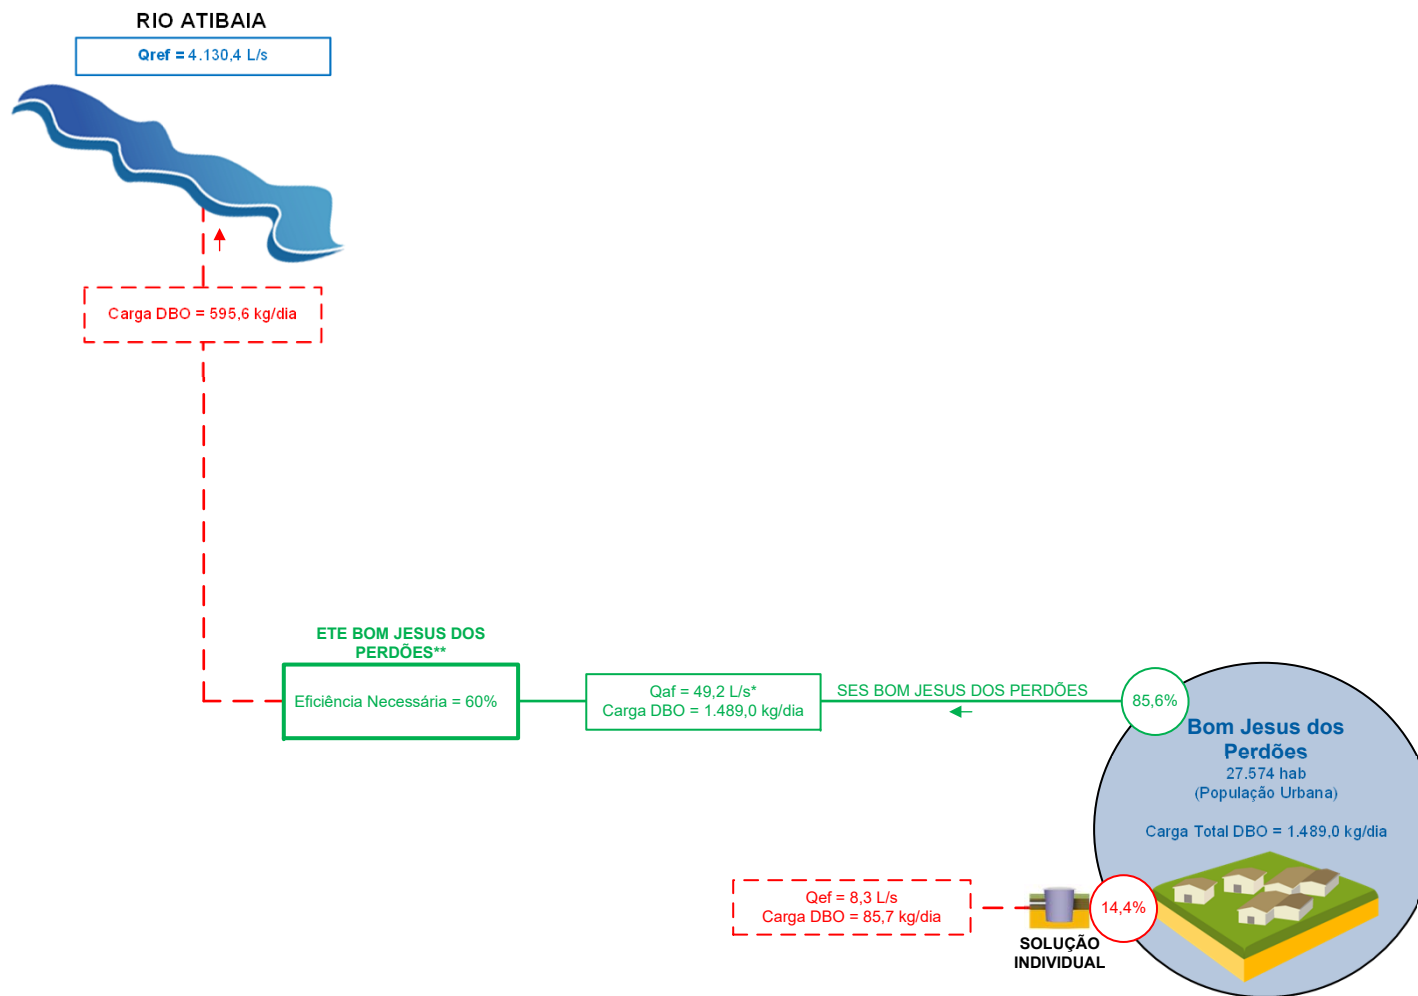 RIO ATIBAIA
Qref = 4.130,4 L/s
Carga DBO = 595,6 kg/dia
ETE BOM JESUS DOS
PERDÕES**
Eficiência Necessária = 60%
Qaf = 49,2 L/s*
Carga DBO = 1.489,0 kg/dia
SES BOM JESUS DOS PERDÕES
85,6%
Bom Jesus dos
Perdões
27.574 hab
(População Urbana)
Carga Total DBO = 1.489,0 kg/dia
Qef = 8,3 L/s
Carga DBO = 85,7 kg/dia
SOLUÇÃO
INDIVIDUAL
14,4%